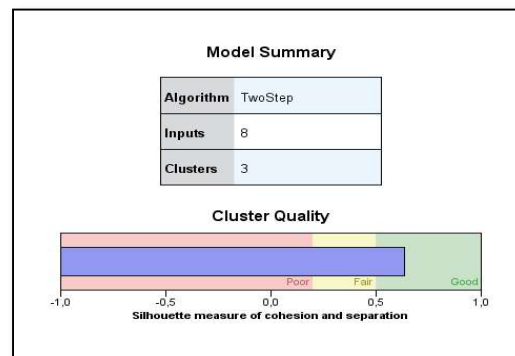 Model Summary
Algorithm TwoStep
Inputs 8
Clusters 3
Cluster Quality
Poor Fair Good
-1,0 -0,5 0,0 0,5 1,0
Silhouette measure of cohesion and separation